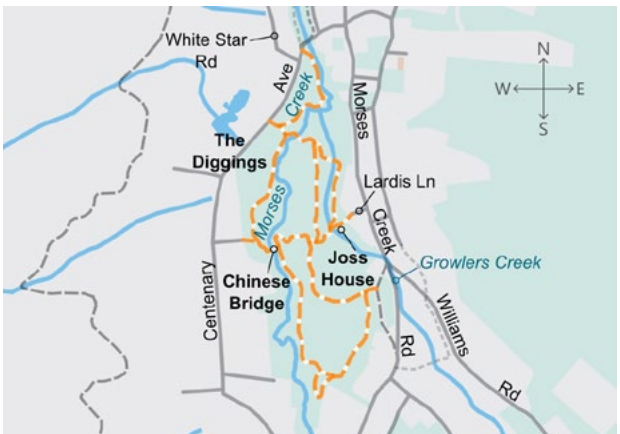 White Star
Rd
Ave
Creek
Morses
N
W
E
S
The
Diggings
Lardis Ln
Morses
Creek
Joss
House
Growlers Creek
Chinese
Bridge
Centenary
Williams
Rd
Rd